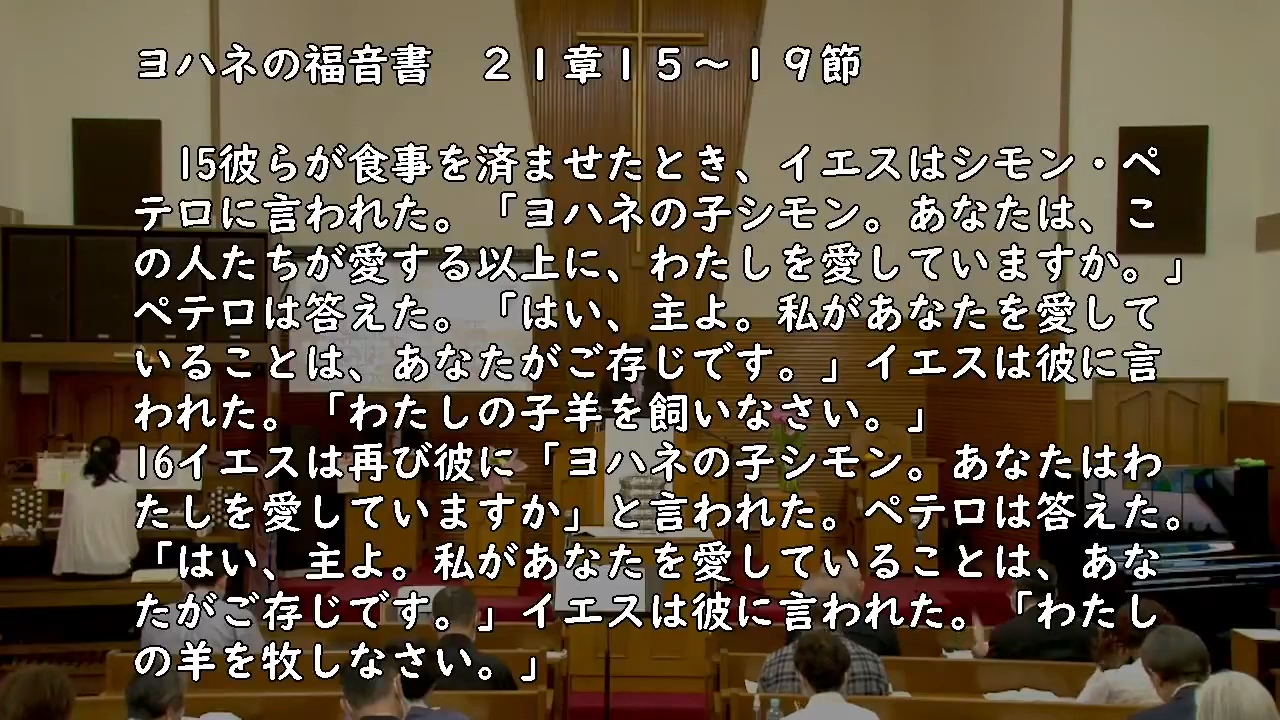 ヨハネの福音書　２１章１５〜１９節
15彼らが食事を済ませたとき、イエスはシモン・ペ
テロに言われた。「ヨハネの子シモン。あなたは、こ
の人たちが愛する以上に、わたしを愛していますか。」
ペテロは答えた。「はい、主よ。私があなたを愛して
いることは、あなたがご存じです。」イエスは彼に言
われた。「わたしの子羊を飼いなさい。」
16イエスは再び彼に「ヨハネの子シモン。あなたはわ
たしを愛していますか」と言われた。ペテロは答えた。
「はい、主よ。私があなたを愛していることは、あな
たがご存じです。」イエスは彼に言われた。「わたし
の羊を牧しなさい。」